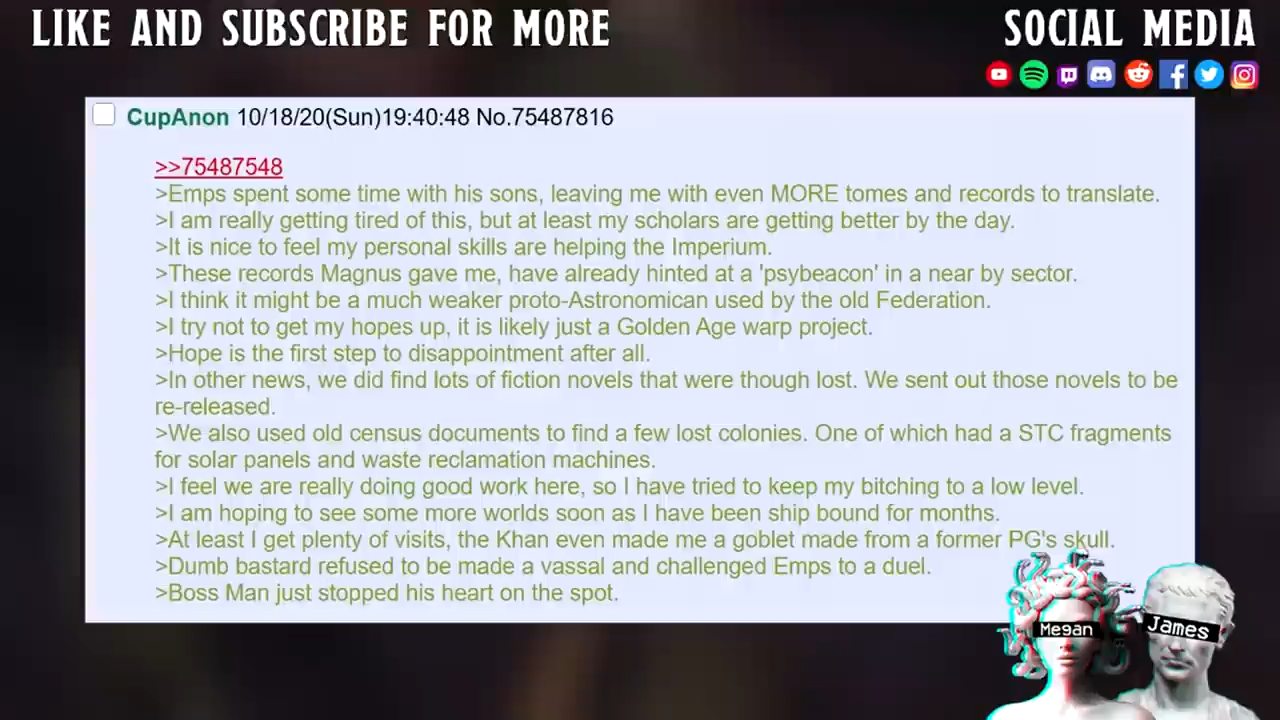 LIKE AND SUBSCRIBE FOR MORE
SOCIAL MEDIA
CupAnon 10/18/20(Sun)19:40:48 No.75487816
>>75487548
>Emps spent some time with his sons, leaving me with even MORE tomes and records to translate.
>I am really getting tired of this, but at least my scholars are getting better by the day.
>It is nice to feel my personal skills are helping the Imperium.
>These records Magnus gave me, have already hinted at a 'psybeacon' in a near by sector.
>I think it might be a much weaker proto-Astronomican used by the old Federation.
>I try not to get my hopes up, it is likely just a Golden Age warp project.
>Hope is the first step to disappointment after all.
>In other news, we did find lots of fiction novels that were though lost. We sent out those novels to be
re-released.
>We also used old census documents to find a few lost colonies. One of which had a STC fragments
for solar panels and waste reclamation machines.
>I feel we are really doing good work here, so I have tried to keep my bitching to a low level.
>I am hoping to see some more worlds soon as I have been ship bound for months.
>At least I get plenty of visits, the Khan even made me a goblet made from a former PG's skull.
>Dumb bastard refused to be made a vassal and challenged Emps to a duel.
>Boss Man just stopped his heart on the spot.
Megan
James